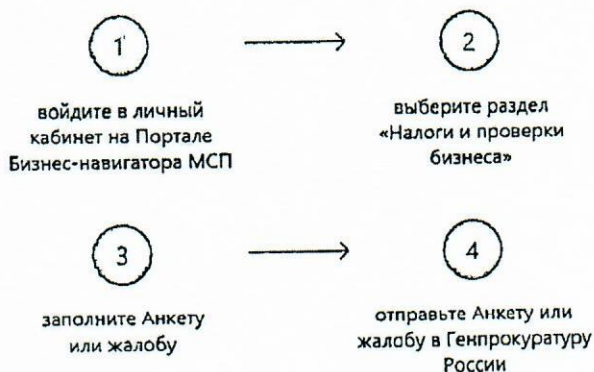 1
войдите в личный
кабинет на Портале
Бизнес-навигатора МСП
2
выберите раздел
«Налоги и проверки
бизнеса»
3
заполните Анкету
или жалобу
4
отправьте Анкету или
жалобу в Генпрокуратуру
России